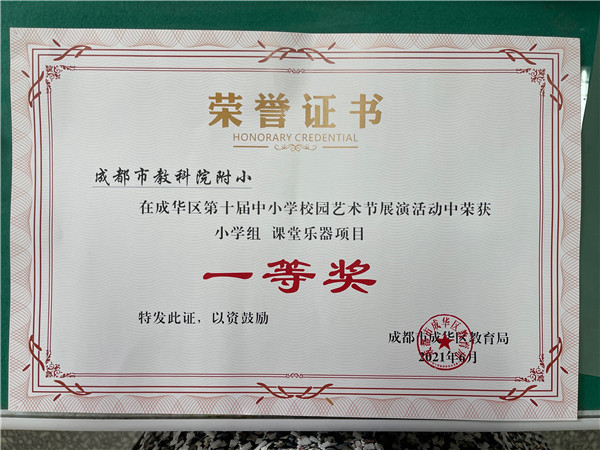 荣誉证书
HONORARY CREDENTIAL
成都市教科院附小
在成华区第十届中小学校园艺术节展演活动中荣获
小学组 课堂乐器项目
一等奖
特发此证，以资鼓励
成都市成华区教育局
2021年6月